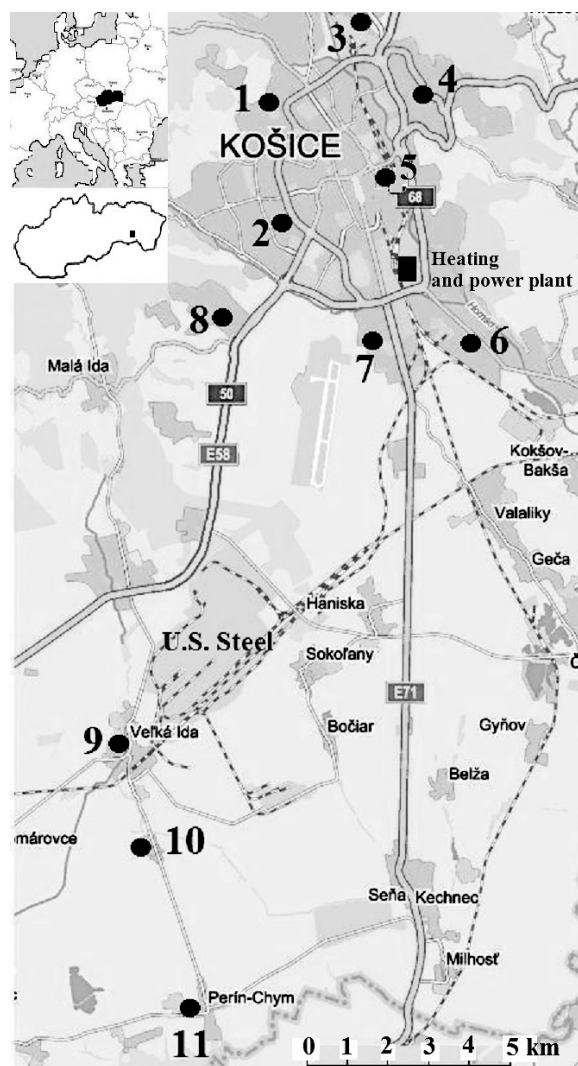 3
1
4
KOŠICE
5
68
2
Heating
and power plant
8
7
6
Malá Ida
50
E58
Kokšov-
Bakša
Valaliky
Geča
Haniska
U.S. Steel
Sokoľany
E71
9
Veľká Ida
Bočiar
Gyňov
Belža
omárovce
10
Seňa
Kechnec
Milhosť
Perín-Chym
11
0 1 2 3 4 5 km